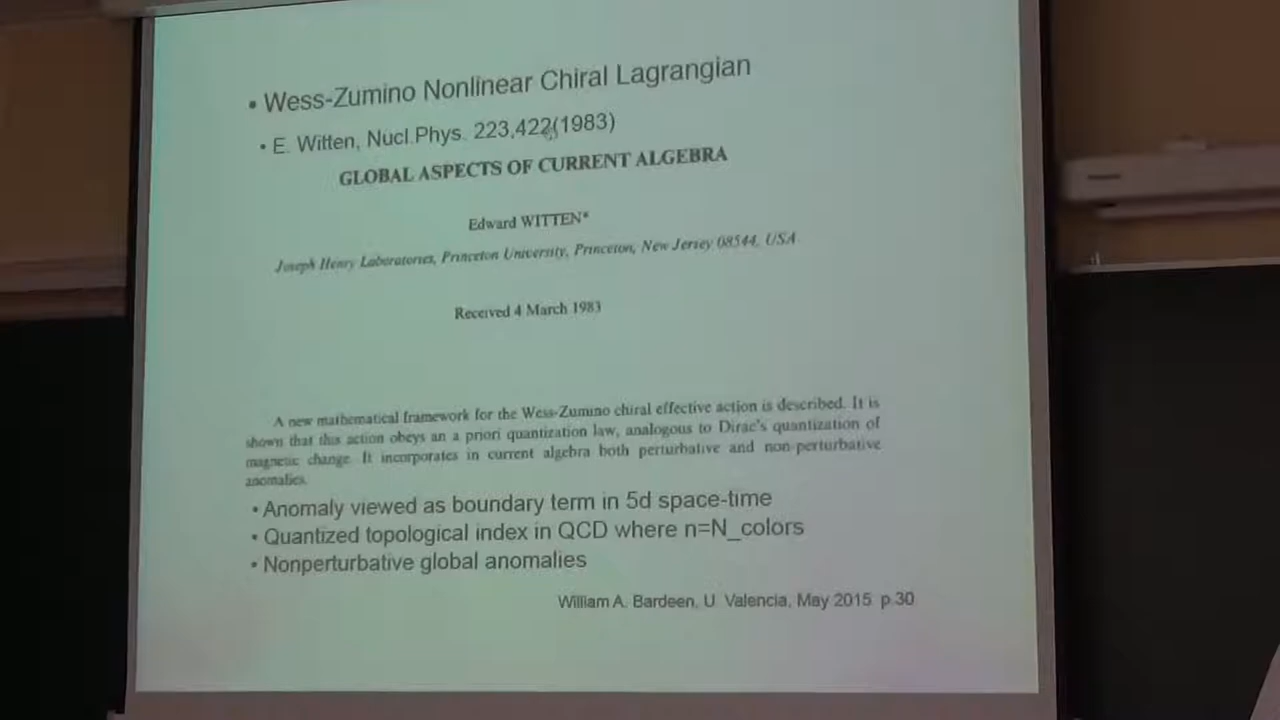 • Wess-Zumino Nonlinear Chiral Lagrangian
• E. Witten, Nucl.Phys. 223,422(1983)
GLOBAL ASPECTS OF CURRENT ALGEBRA
Edward WITTEN*
Joseph Henry Laboratories, Princeton University, Princeton, New Jersey 08544, USA
Received 4 March 1983
A new mathematical framework for the Wess-Zumino chiral effective action is described. It is
shown that this action obeys an a priori quantization law, analogous to Dirac's quantization of
magnetic change. It incorporates in current algebra both perturbative and non-perturbative
anomalies.
• Anomaly viewed as boundary term in 5d space-time
• Quantized topological index in QCD where n=N_colors
• Nonperturbative global anomalies
William A. Bardeen, U. Valencia, May 2015 p.30